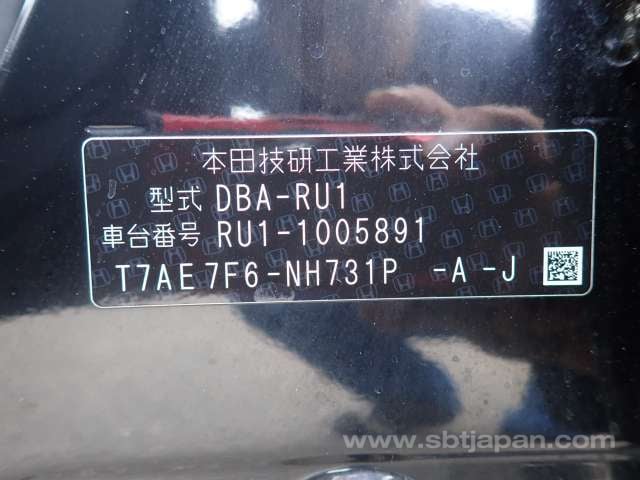 本田技研工業株式会社
型式 DBA-RU1
車台番号 RU1-1005891
T7AE7F6-NH731P -A-J
www.sbtjapan.com